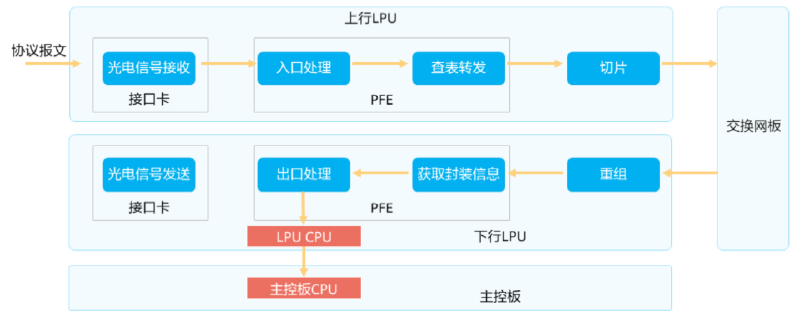 上行LPU
协议报文
光电信号接收
入口处理
查表转发
切片
接口卡
PFE
交换网板
光电信号发送
出口处理
获取封装信息
重组
接口卡
PFE
LPU CPU
下行LPU
主控板CPU
主控板